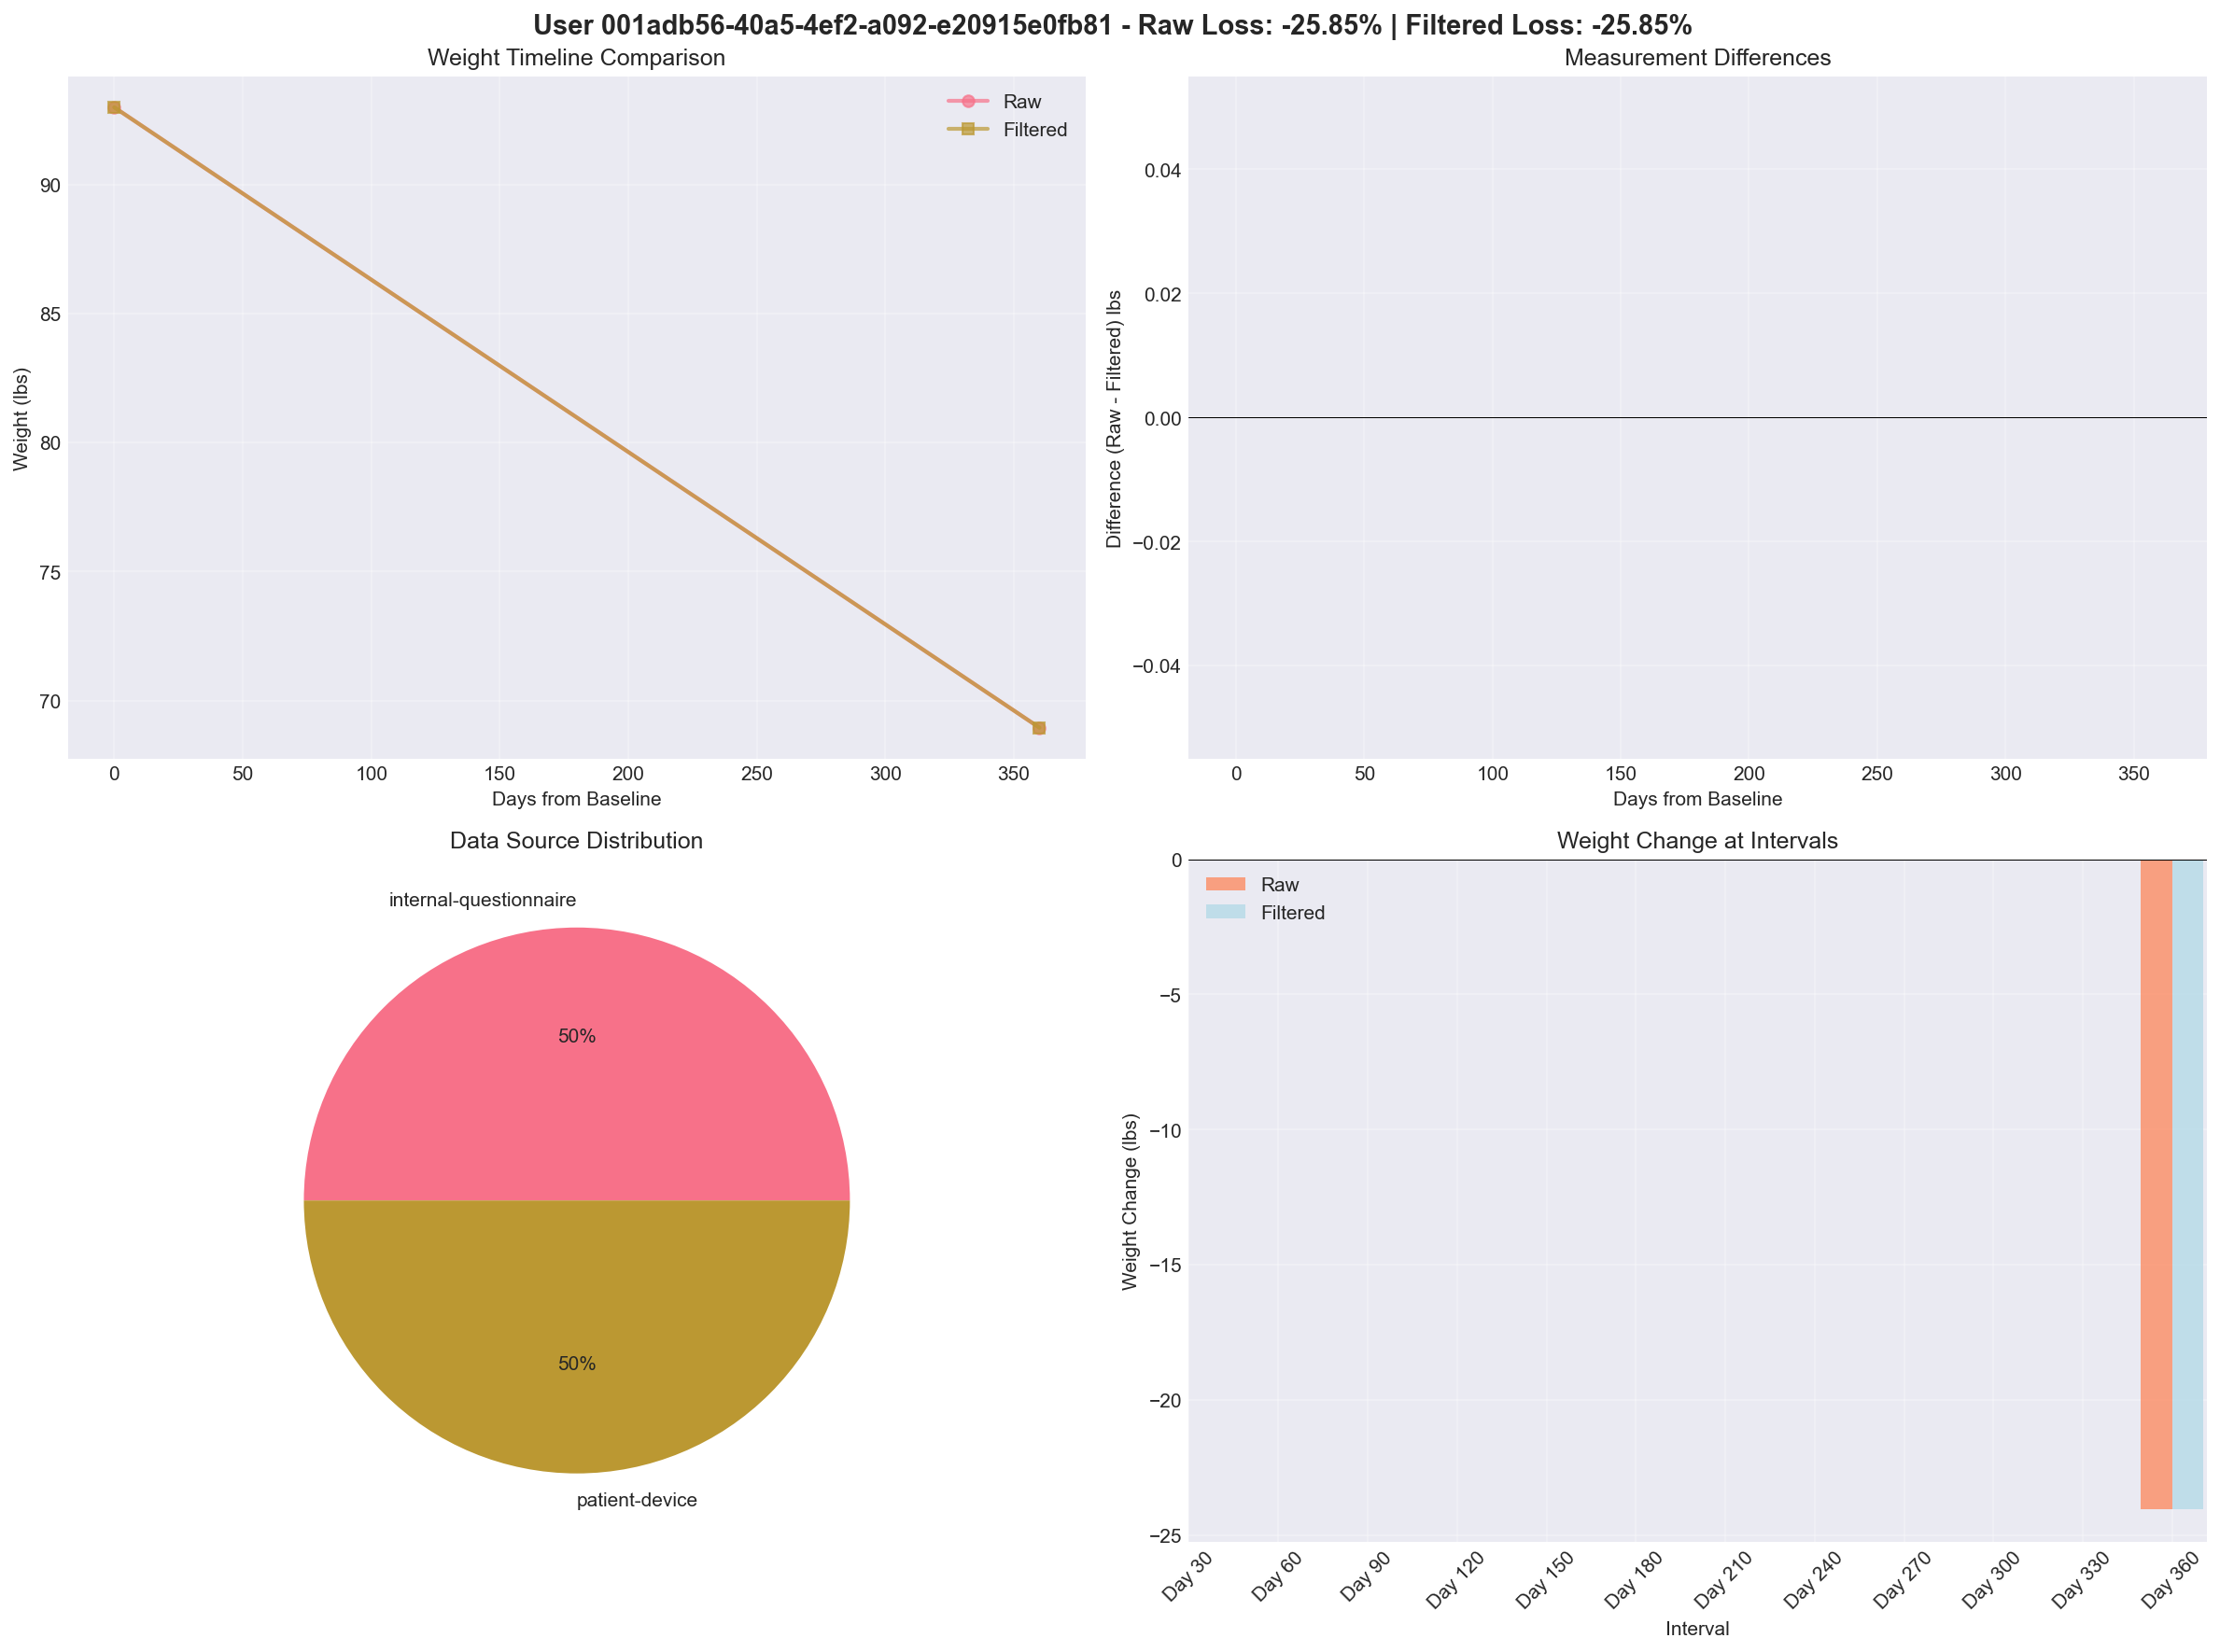 User 001adb56-40a5-4ef2-a092-e20915e0fb81 - Raw Loss: -25.85% | Filtered Loss: -25.85%
Weight Timeline Comparison
Raw
Filtered
Weight (lbs)
90
85
80
75
70
0 50 100 150 200 250 300 350
Days from Baseline
Measurement Differences
Difference (Raw - Filtered) lbs
0.04
0.02
0.00
−0.02
−0.04
0 50 100 150 200 250 300 350
Days from Baseline
Data Source Distribution
internal-questionnaire
50%
50%
patient-device
Weight Change at Intervals
Raw
Filtered
Weight Change (lbs)
0
−5
−10
−15
−20
−25
Day 30 Day 60 Day 90 Day 120 Day 150 Day 180 Day 210 Day 240 Day 270 Day 300 Day 330 Day 360
Interval